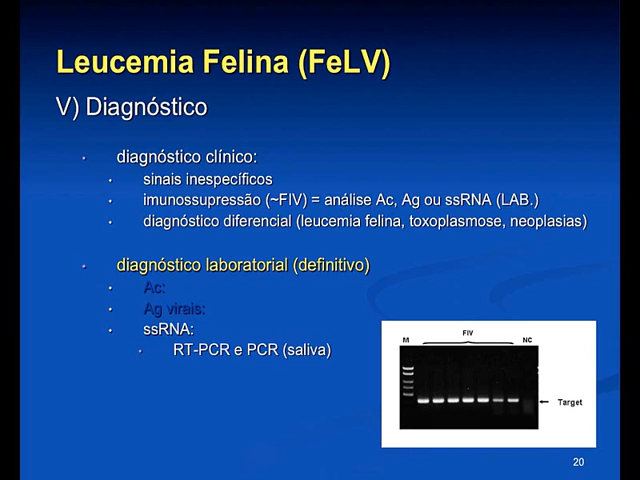 Leucemia Felina (FeLV)
V) Diagnóstico
diagnóstico clínico:
sinais inespecíficos
imunossupressão (~FIV) = análise Ac, Ag ou ssRNA (LAB.)
diagnóstico diferencial (leucemia felina, toxoplasmose, neoplasias)
diagnóstico laboratorial (definitivo)
Ac:
Ag virais:
ssRNA:
RT-PCR e PCR (saliva)
FIV
M NC
Target
20